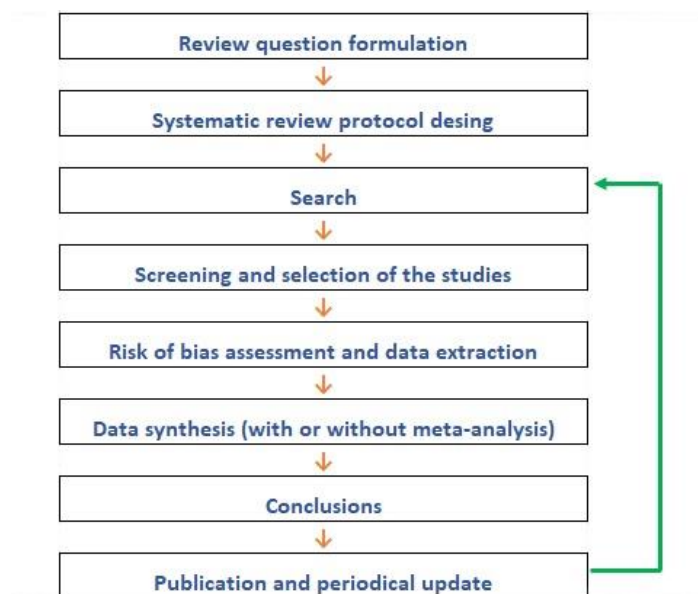 Review question formulation
Systematic review protocol desing
Search
Screening and selection of the studies
Risk of bias assessment and data extraction
Data synthesis (with or without meta-analysis)
Conclusions
Publication and periodical update